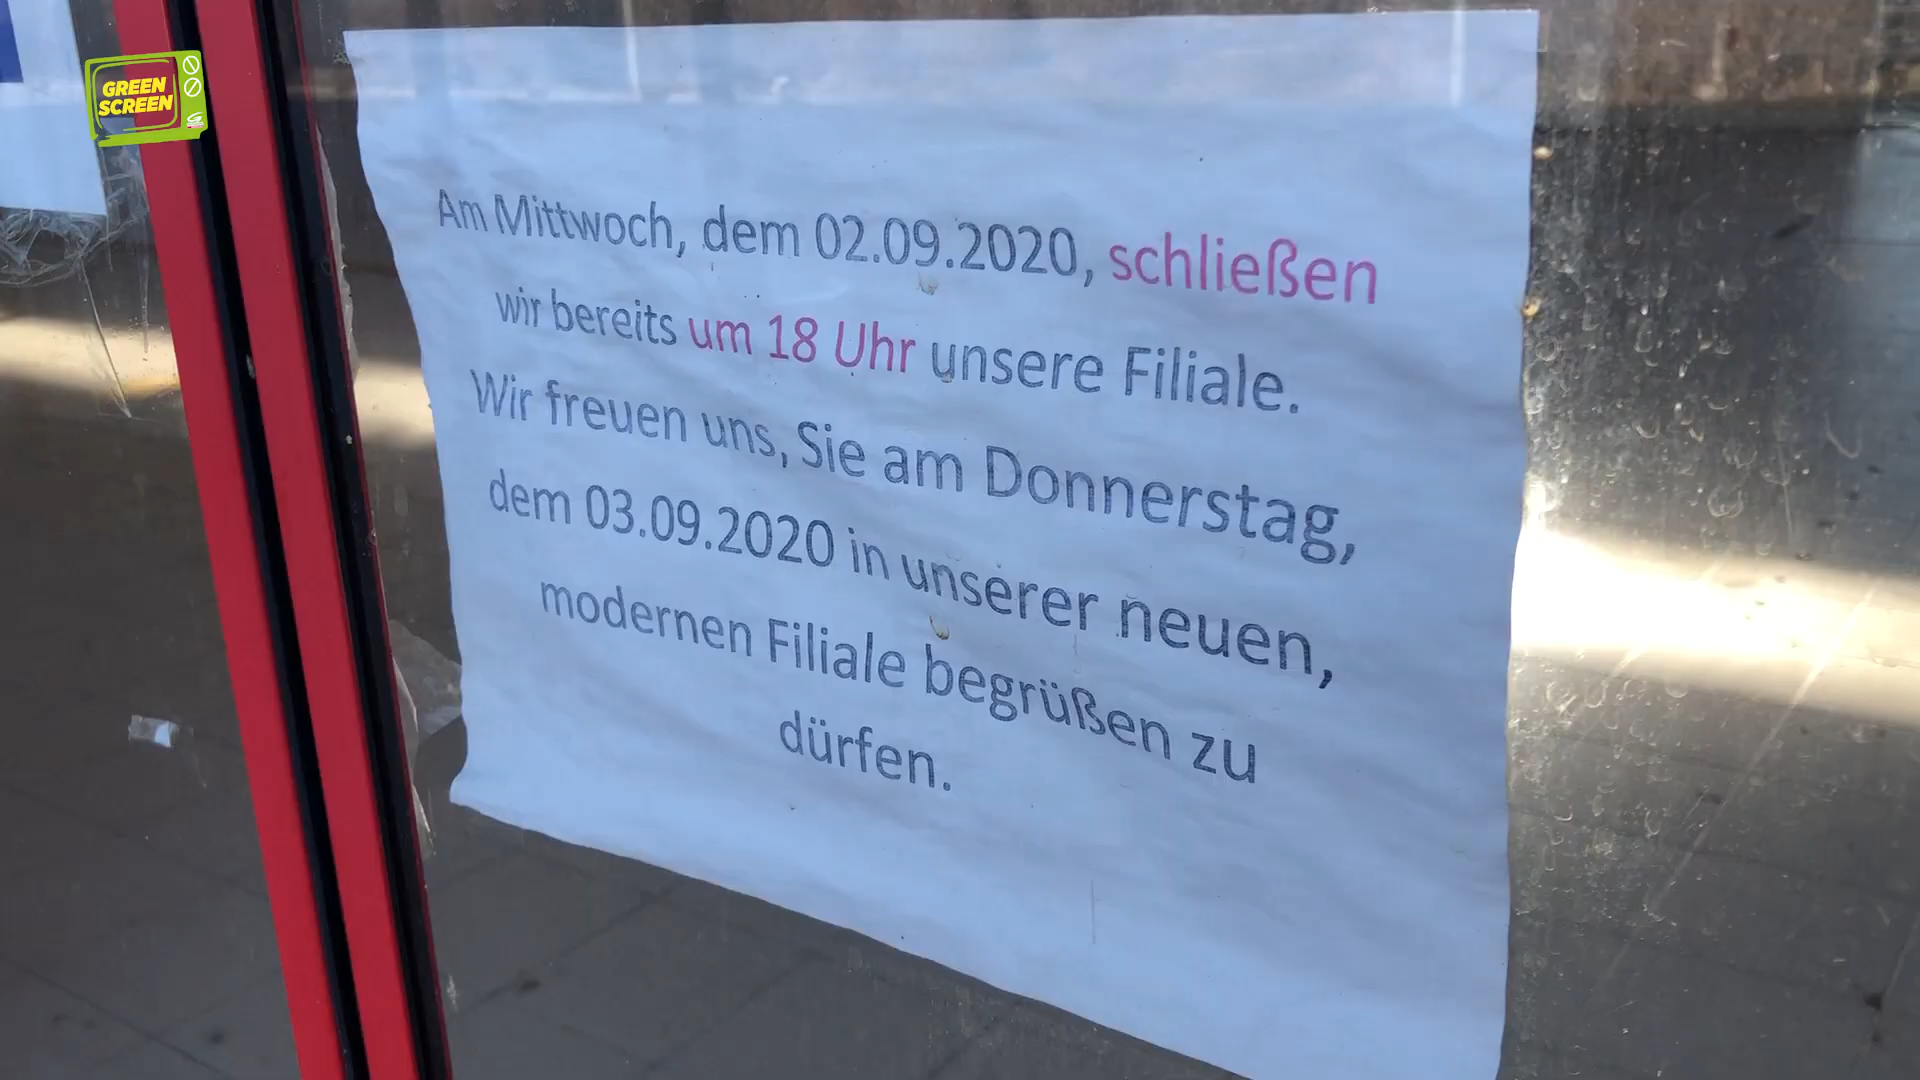 GREEN
SCREEN
Am Mittwoch, dem 02.09.2020, schließen
wir bereits um 18 Uhr unsere Filiale.
Wir freuen uns, Sie am Donnerstag,
dem 03.09.2020 in unserer neuen,
modernen Filiale begrüßen zu
dürfen.